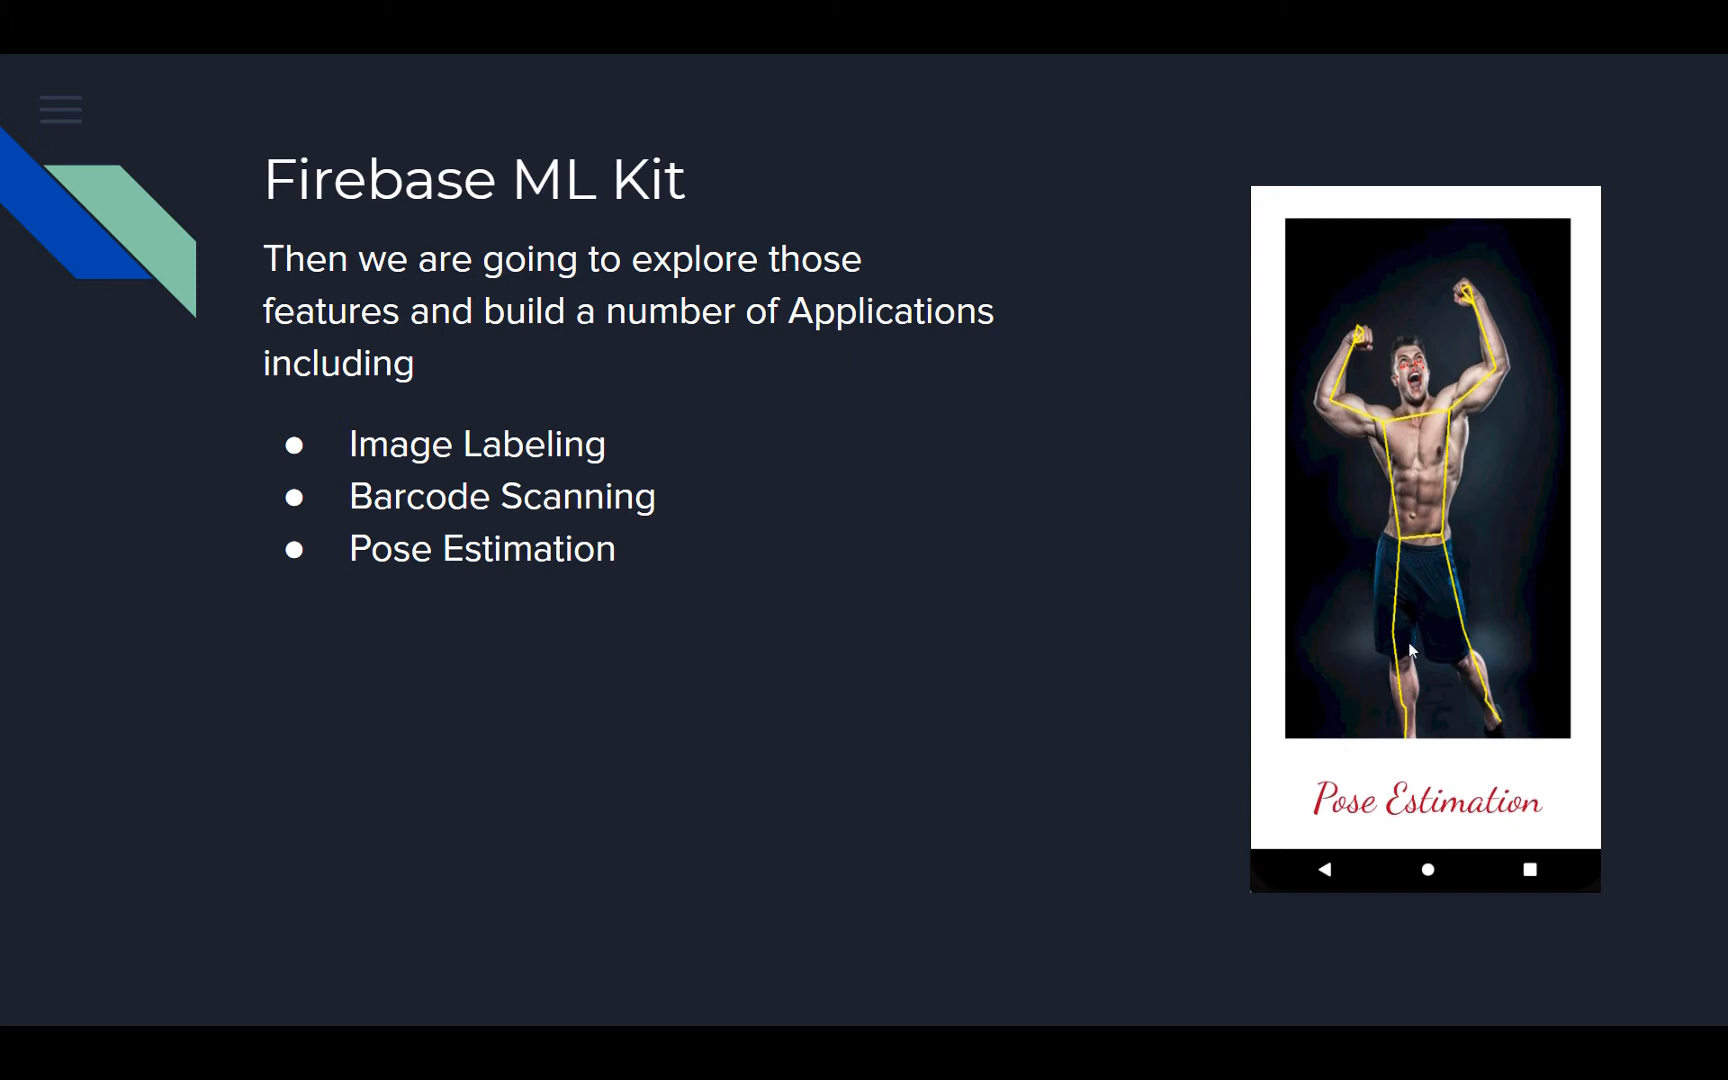 Firebase ML Kit
Then we are going to explore those
features and build a number of Applications
including
● Image Labeling
● Barcode Scanning
● Pose Estimation
Pose Estimation